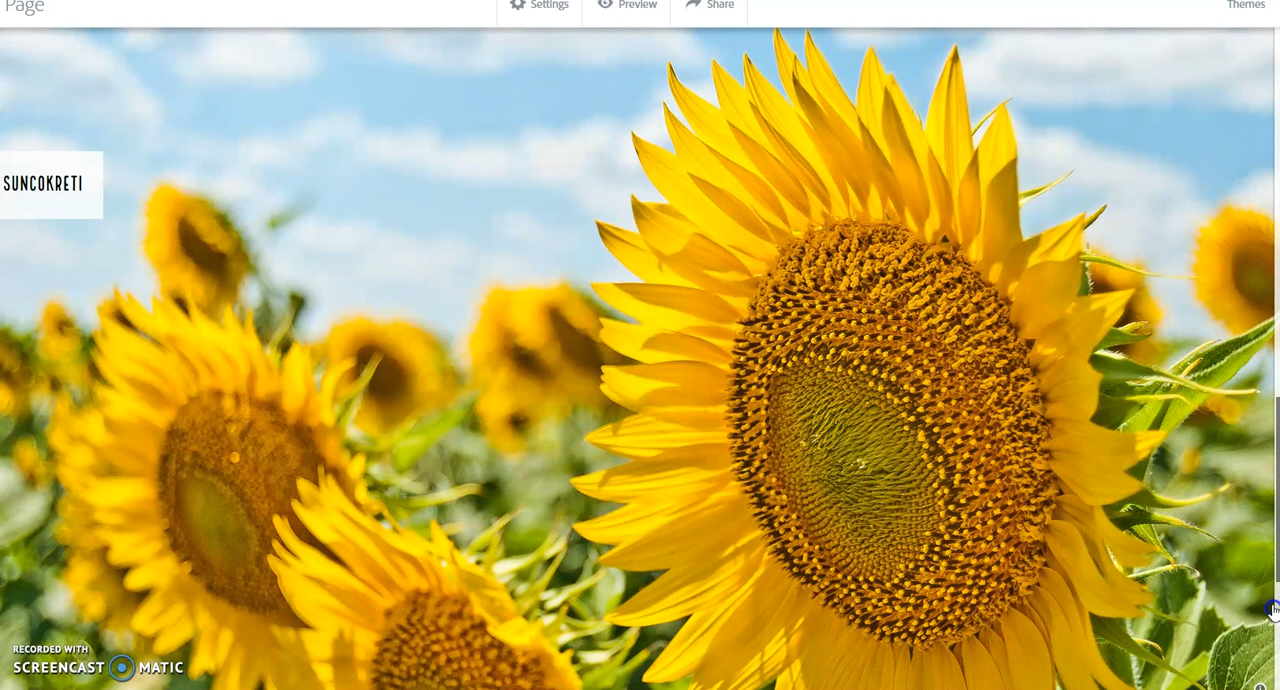 Page
Settings
Preview
Share
Themes
SUNCOKRETI
RECORDED WITH
SCREENCAST MATIC